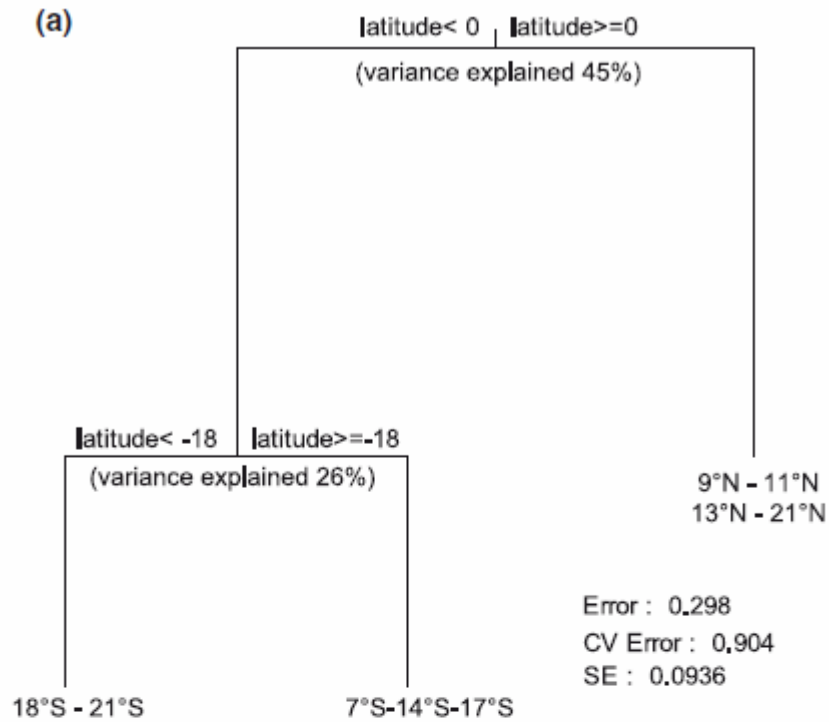 (a)
latitude< 0 latitude>=0
(variance explained 45%)
latitude< -18 latitude>=-18
(variance explained 26%)
9°N - 11°N
13°N - 21°N
Error : 0.298
CV Error : 0.904
SE : 0.0936
18°S - 21°S 7°S-14°S-17°S